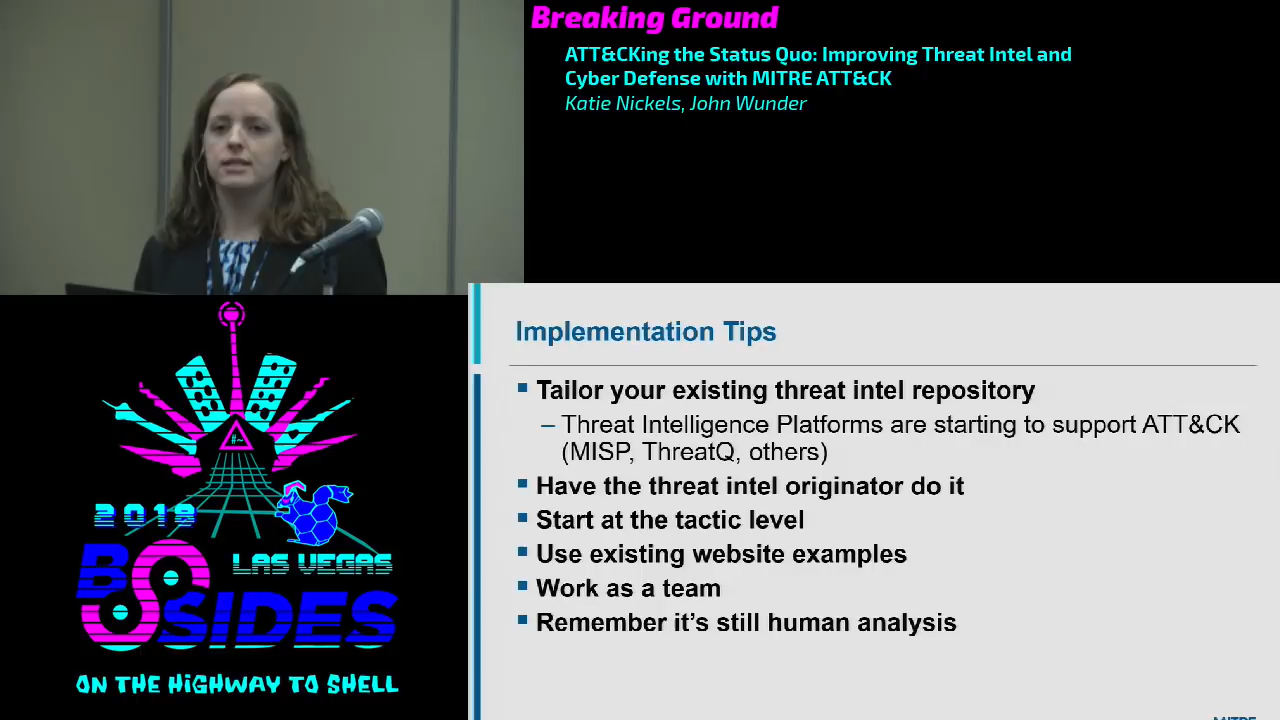 Breaking Ground
ATT&CKing the Status Quo: Improving Threat Intel and
Cyber Defense with MITRE ATT&CK
Katie Nickels, John Wunder
Implementation Tips
Tailor your existing threat intel repository
– Threat Intelligence Platforms are starting to support ATT&CK
(MISP, ThreatQ, others)
Have the threat intel originator do it
Start at the tactic level
Use existing website examples
Work as a team
Remember it's still human analysis
MITRE
#~
2018
LAS VEGAS
BSIDES
ON THE HIGHWAY TO SHELL